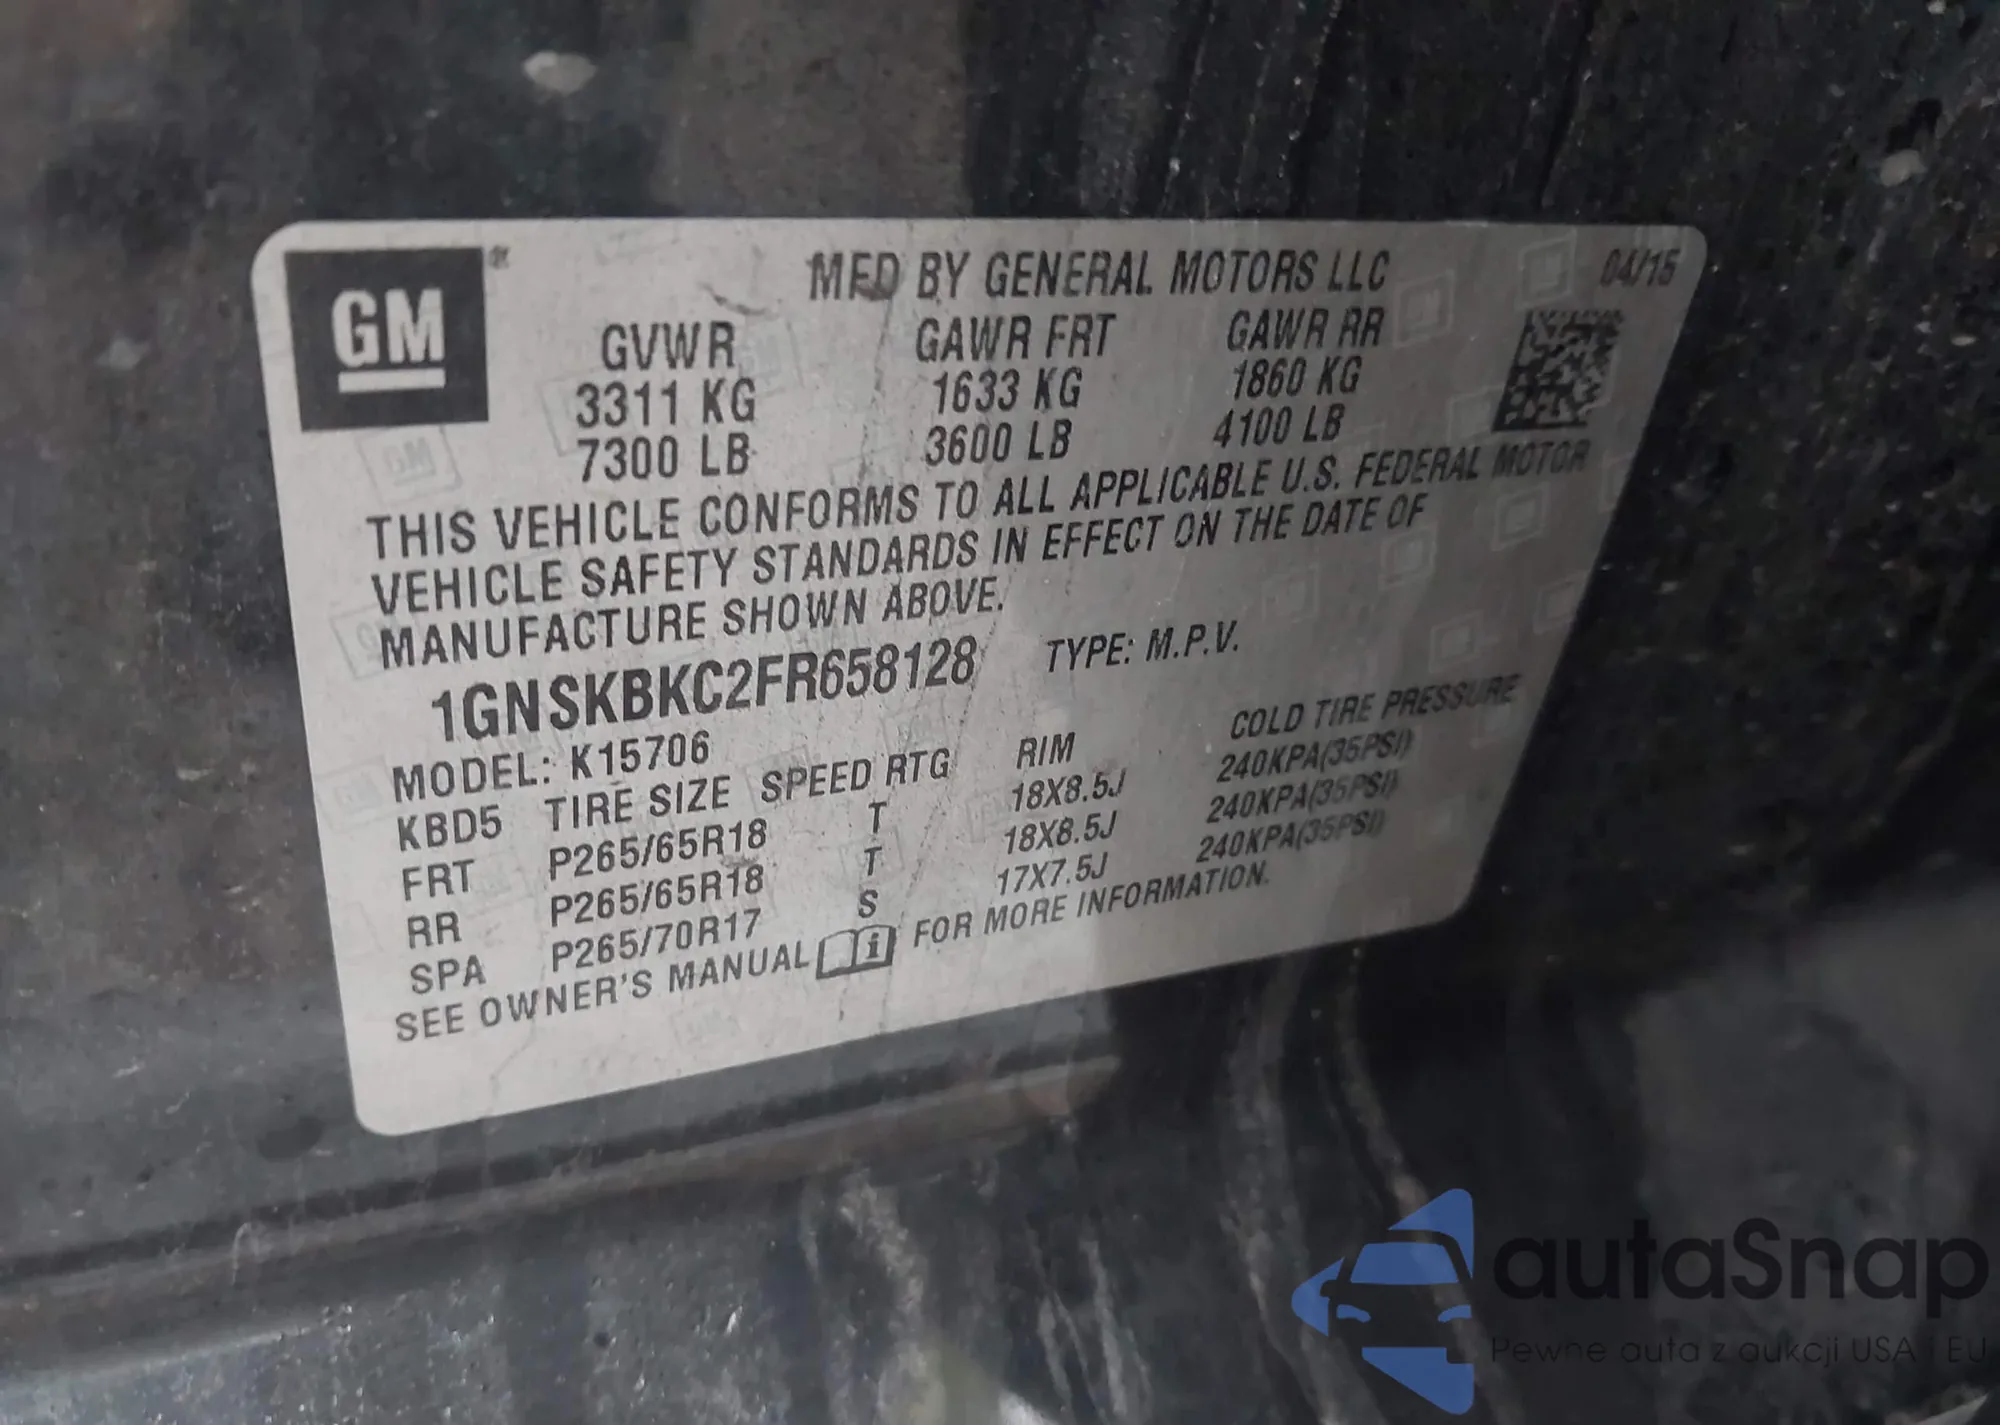 GM
MFD BY GENERAL MOTORS LLC 04/15
GVWR GAWR FRT GAWR RR
3311 KG 1633 KG 1860 KG
7300 LB 3600 LB 4100 LB
THIS VEHICLE CONFORMS TO ALL APPLICABLE U.S. FEDERAL MOTOR
VEHICLE SAFETY STANDARDS IN EFFECT ON THE DATE OF
MANUFACTURE SHOWN ABOVE.
1GNSKBKC2FR658128 TYPE: M.P.V.
MODEL: K15706
KBD5 TIRE SIZE SPEED RTG RIM COLD TIRE PRESSURE
FRT P265/65R18 T 18X8.5J 240KPA(35PSI)
RR P265/65R18 T 18X8.5J 240KPA(35PSI)
SPA P265/70R17 S 17X7.5J 240KPA(35PSI)
SEE OWNER'S MANUAL FOR MORE INFORMATION.
autaSnap
Pewne auta z aukcji USA i EU